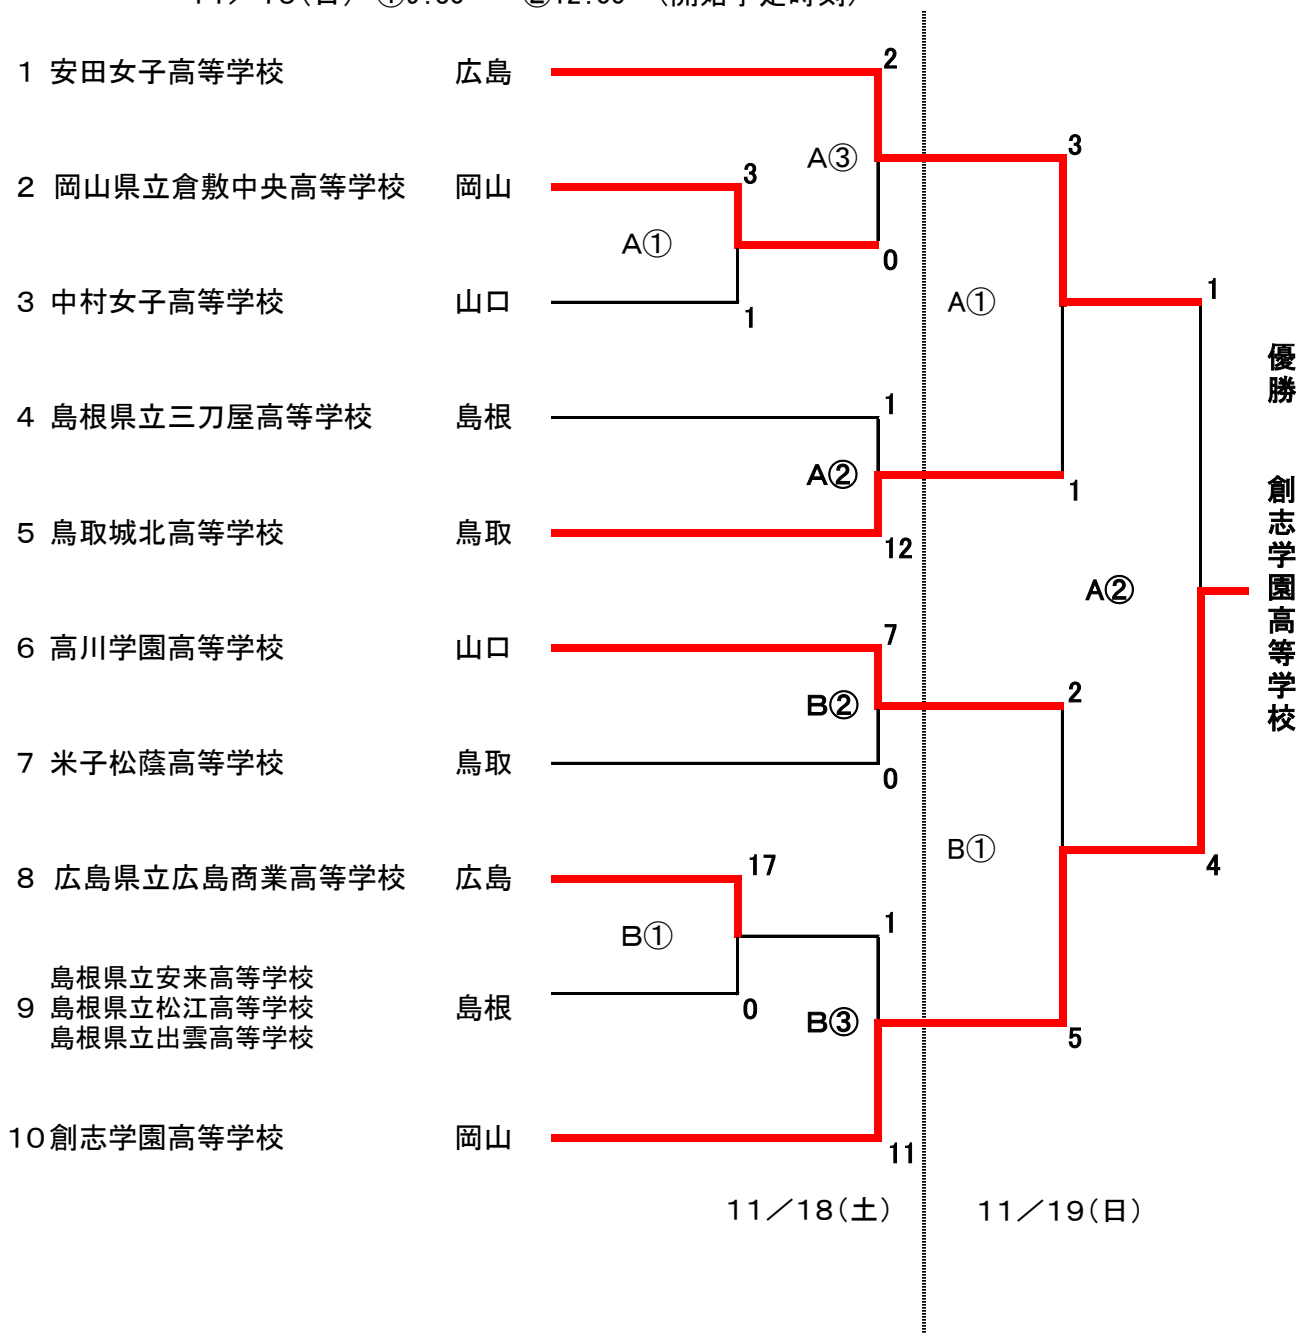 1 安田女子高等学校 広島
2 岡山県立倉敷中央高等学校 岡山
3 中村女子高等学校 山口
4 島根県立三刀屋高等学校 島根
5 鳥取城北高等学校 鳥取
6 高川学園高等学校 山口
7 米子松蔭高等学校 鳥取
8 広島県立広島商業高等学校 広島
島根県立安来高等学校
9 島根県立松江高等学校 島根
島根県立出雲高等学校
10 創志学園高等学校 岡山
2
A③
0
3
A①
1
1
A②
12
7
B②
0
17
B①
0
1
B③
11
3
A①
1
2
B①
5
1
A②
4
優勝 創志学園高等学校
11／18(土)
11／19(日)